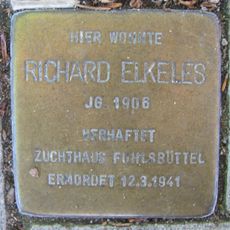 HIER WOHNTE
RICHARD ELKELES
JG. 1906
VERHAFTET
ZUCHTHAUS FUHLSBÜTTEL
ERMORDET 12.3.1941